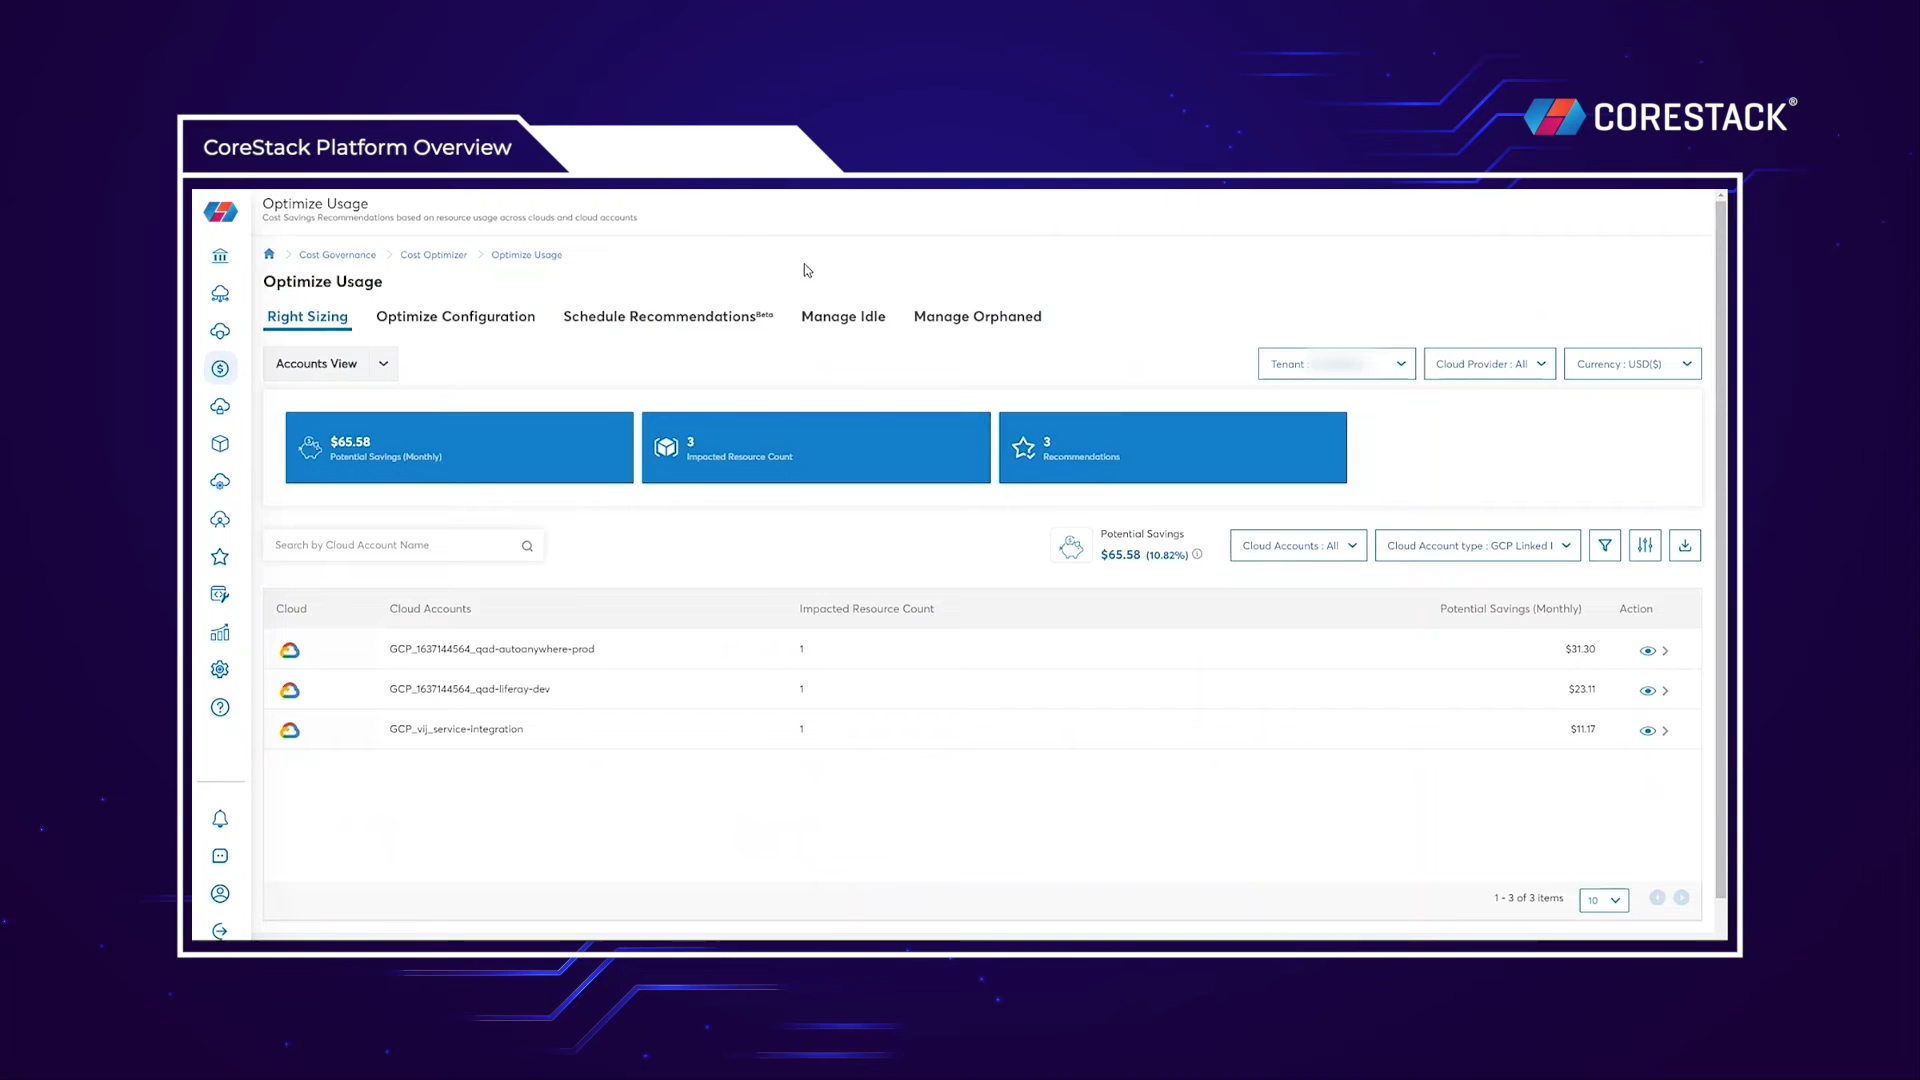 CORESTACK®
CoreStack Platform Overview
Optimize Usage
Cost Savings Recommendations based on resource usage across clouds and cloud accounts
Cost Governance > Cost Optimizer > Optimize Usage
Optimize Usage
Right Sizing Optimize Configuration Schedule Recommendations Beta Manage Idle Manage Orphaned
Accounts View Tenant : Cloud Provider : All Currency : USD($)
$65.58
Potential Savings (Monthly)
3
Impacted Resource Count
3
Recommendations
Search by Cloud Account Name
Potential Savings
$65.58 (10.82%)
Cloud Accounts : All Cloud Account type : GCP Linked
Cloud Cloud Accounts Impacted Resource Count Potential Savings (Monthly) Action
GCP_1637144564_qad-autoanywhere-prod 1 $31.30
GCP_1637144564_qad-liferay-dev 1 $23.11
GCP_vij_service-integration 1 $11.17
1 - 3 of 3 items 10